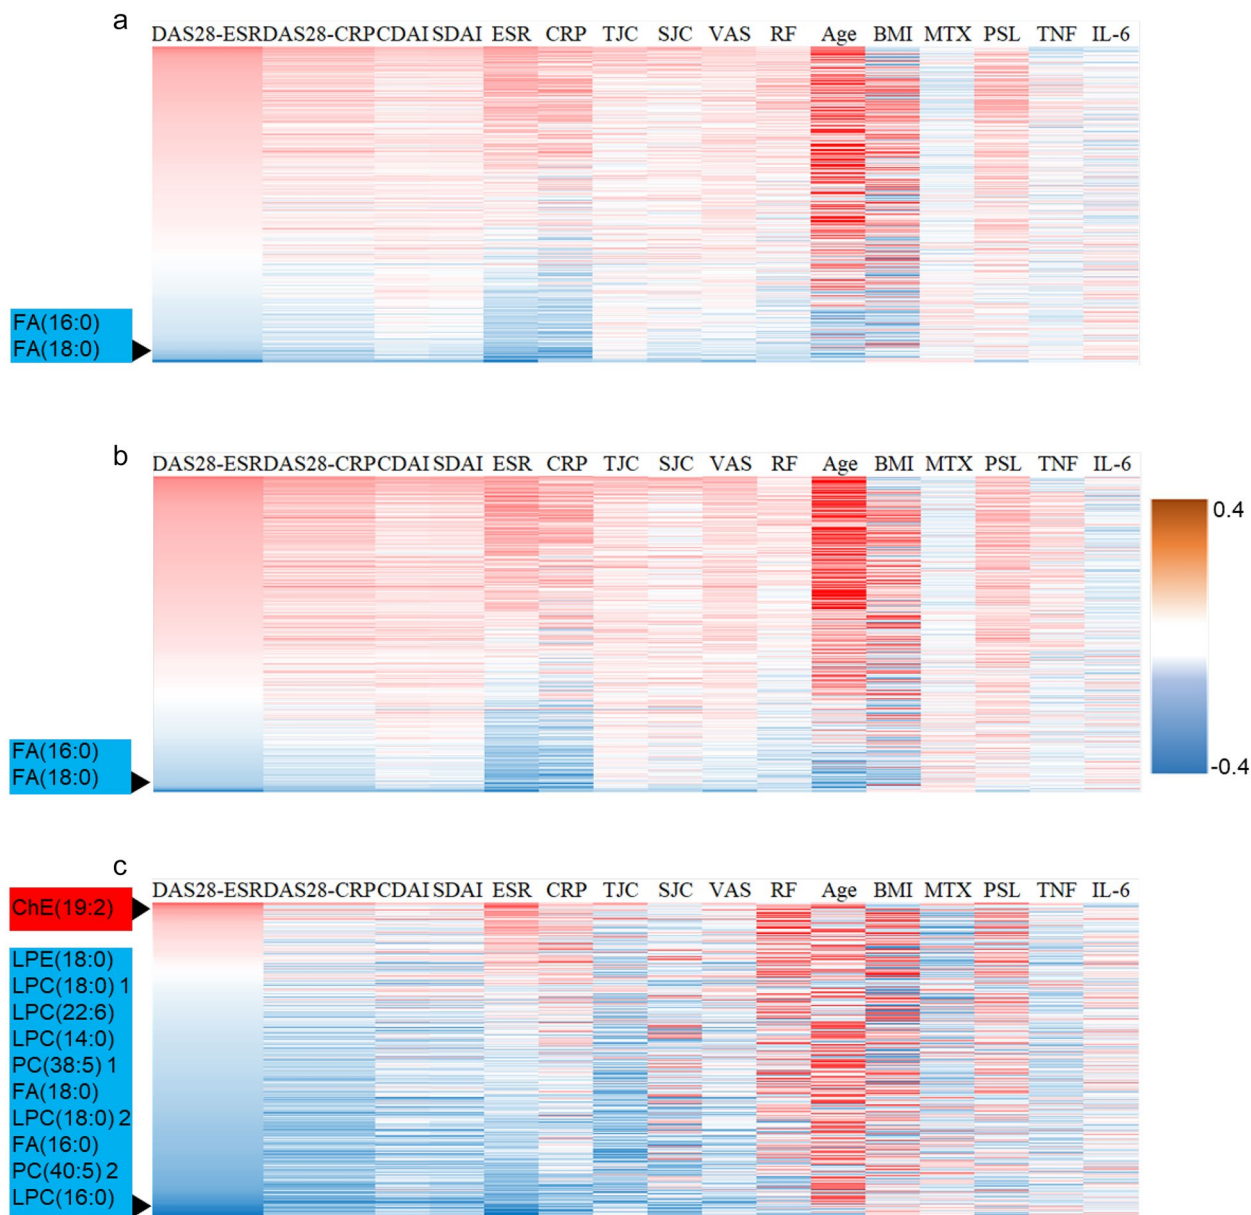 a
DAS28-ESR DAS28-CRP CDAI SDAI ESR CRP TJC SJC VAS RF Age BMI MTX PSL TNF IL-6
FA(16:0)
FA(18:0)
b
DAS28-ESR DAS28-CRP CDAI SDAI ESR CRP TJC SJC VAS RF Age BMI MTX PSL TNF IL-6
0.4
FA(16:0)
FA(18:0)
-0.4
c
DAS28-ESR DAS28-CRP CDAI SDAI ESR CRP TJC SJC VAS RF Age BMI MTX PSL TNF IL-6
ChE(19:2)
LPE(18:0)
LPC(18:0) 1
LPC(22:6)
LPC(14:0)
PC(38:5) 1
FA(18:0)
LPC(18:0) 2
FA(16:0)
PC(40:5) 2
LPC(16:0)